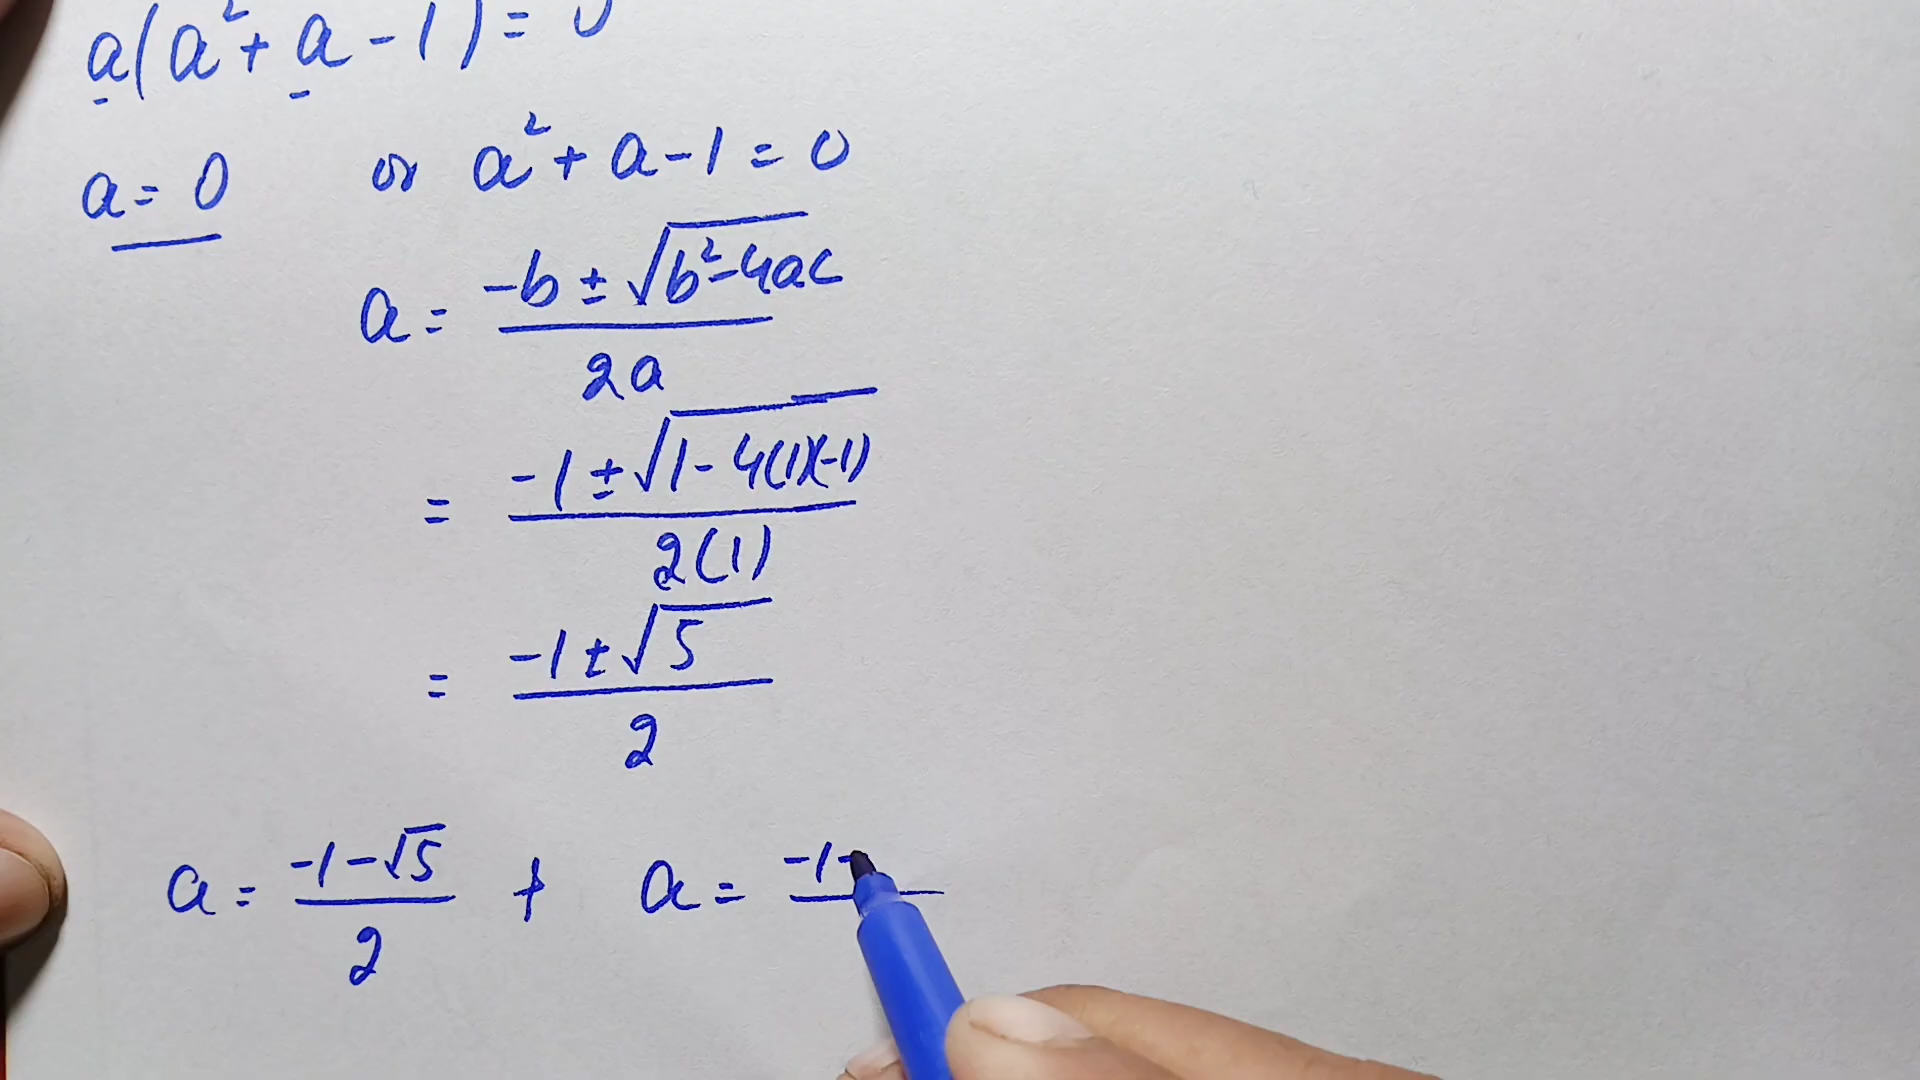 a(a²+a-1)=0
a=0 or a²+a-1=0
a = -b ± √b²-4ac / 2a
= -1 ± √1-4(1)(-1) / 2(1)
= -1 ± √5 / 2
a = -1-√5 / 2 + a = -1-